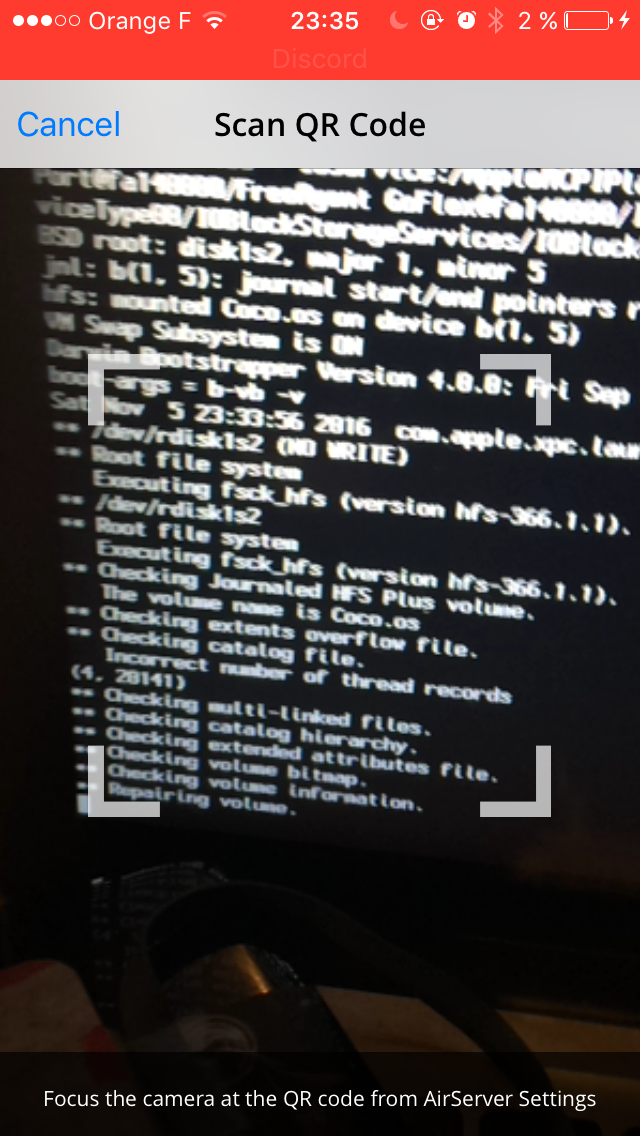 Orange F 23:35 2 %
Discord
Cancel Scan QR Code
Port@fa140000/FreeAgent GoFlex@fa140000/
viceType00/IOBlockStorageServices/IOBlock
BSD root: disk1s2, major 1, minor 5
jnl: b(1, 5): journal start/end pointers
hfs: mounted Coco.os on device b(1, 5)
VM Swap Subsystem is ON
Darwin Bootstrapper Version 4.0.0: Fri Sep
boot-args = b-vb -v
Sat Nov 5 23:33:56 2016 com.apple.xpc.laun
** /dev/rdisk1s2 (NO WRITE)
** Root file system
Executing fsck_hfs (version hfs-366.1.1).
** /dev/rdisk1s2
** Root file system
Executing fsck_hfs (version hfs-366.1.1).
** Checking Journaled HFS Plus volume.
The volume name is Coco.os
** Checking extents overflow file.
** Checking catalog file.
Incorrect number of thread records
(4, 20141)
** Checking multi-linked files.
** Checking catalog hierarchy.
** Checking extended attributes file.
** Checking volume bitmap.
** Checking volume information.
** Repairing volume.
Focus the camera at the QR code from AirServer Settings